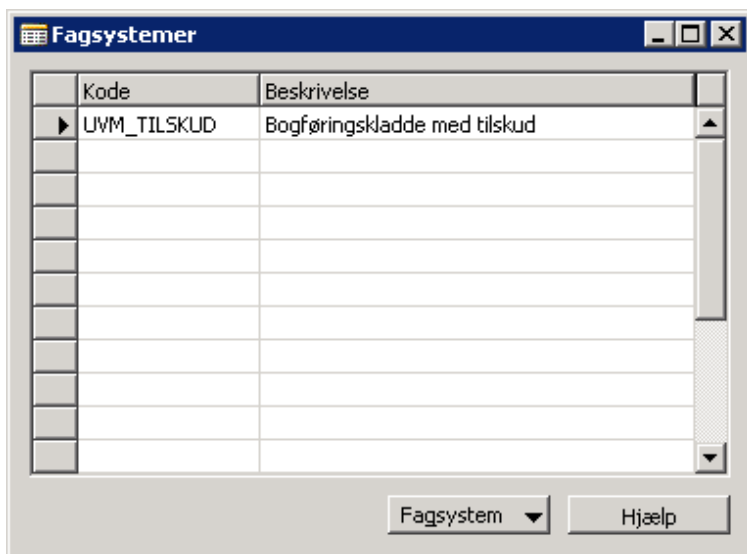 Fagsystemer
Kode Beskrivelse
UVM_TILSKUD Bogføringskladde med tilskud
Fagsystem Hjælp